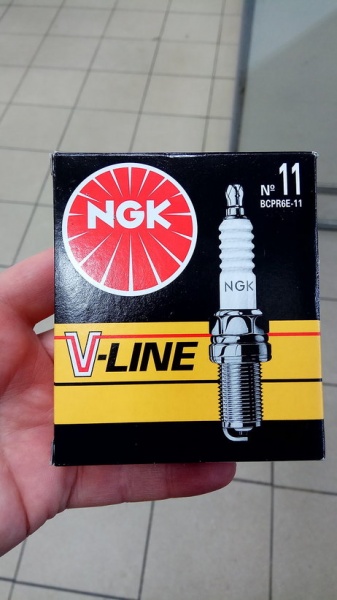 NGK
Nº 11
BCPR6E-11
NGK
V-LINE